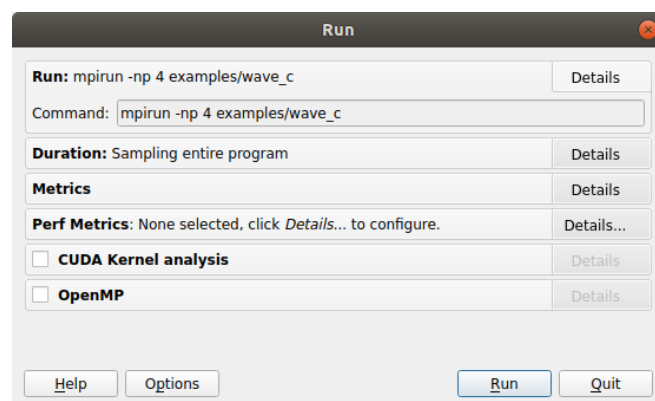 Run
Run: mpirun -np 4 examples/wave_c
Details
Command: mpirun -np 4 examples/wave_c
Duration: Sampling entire program
Details
Metrics
Details
Perf Metrics: None selected, click Details... to configure.
Details...
CUDA Kernel analysis
Details
OpenMP
Details
Help
Options
Run
Quit